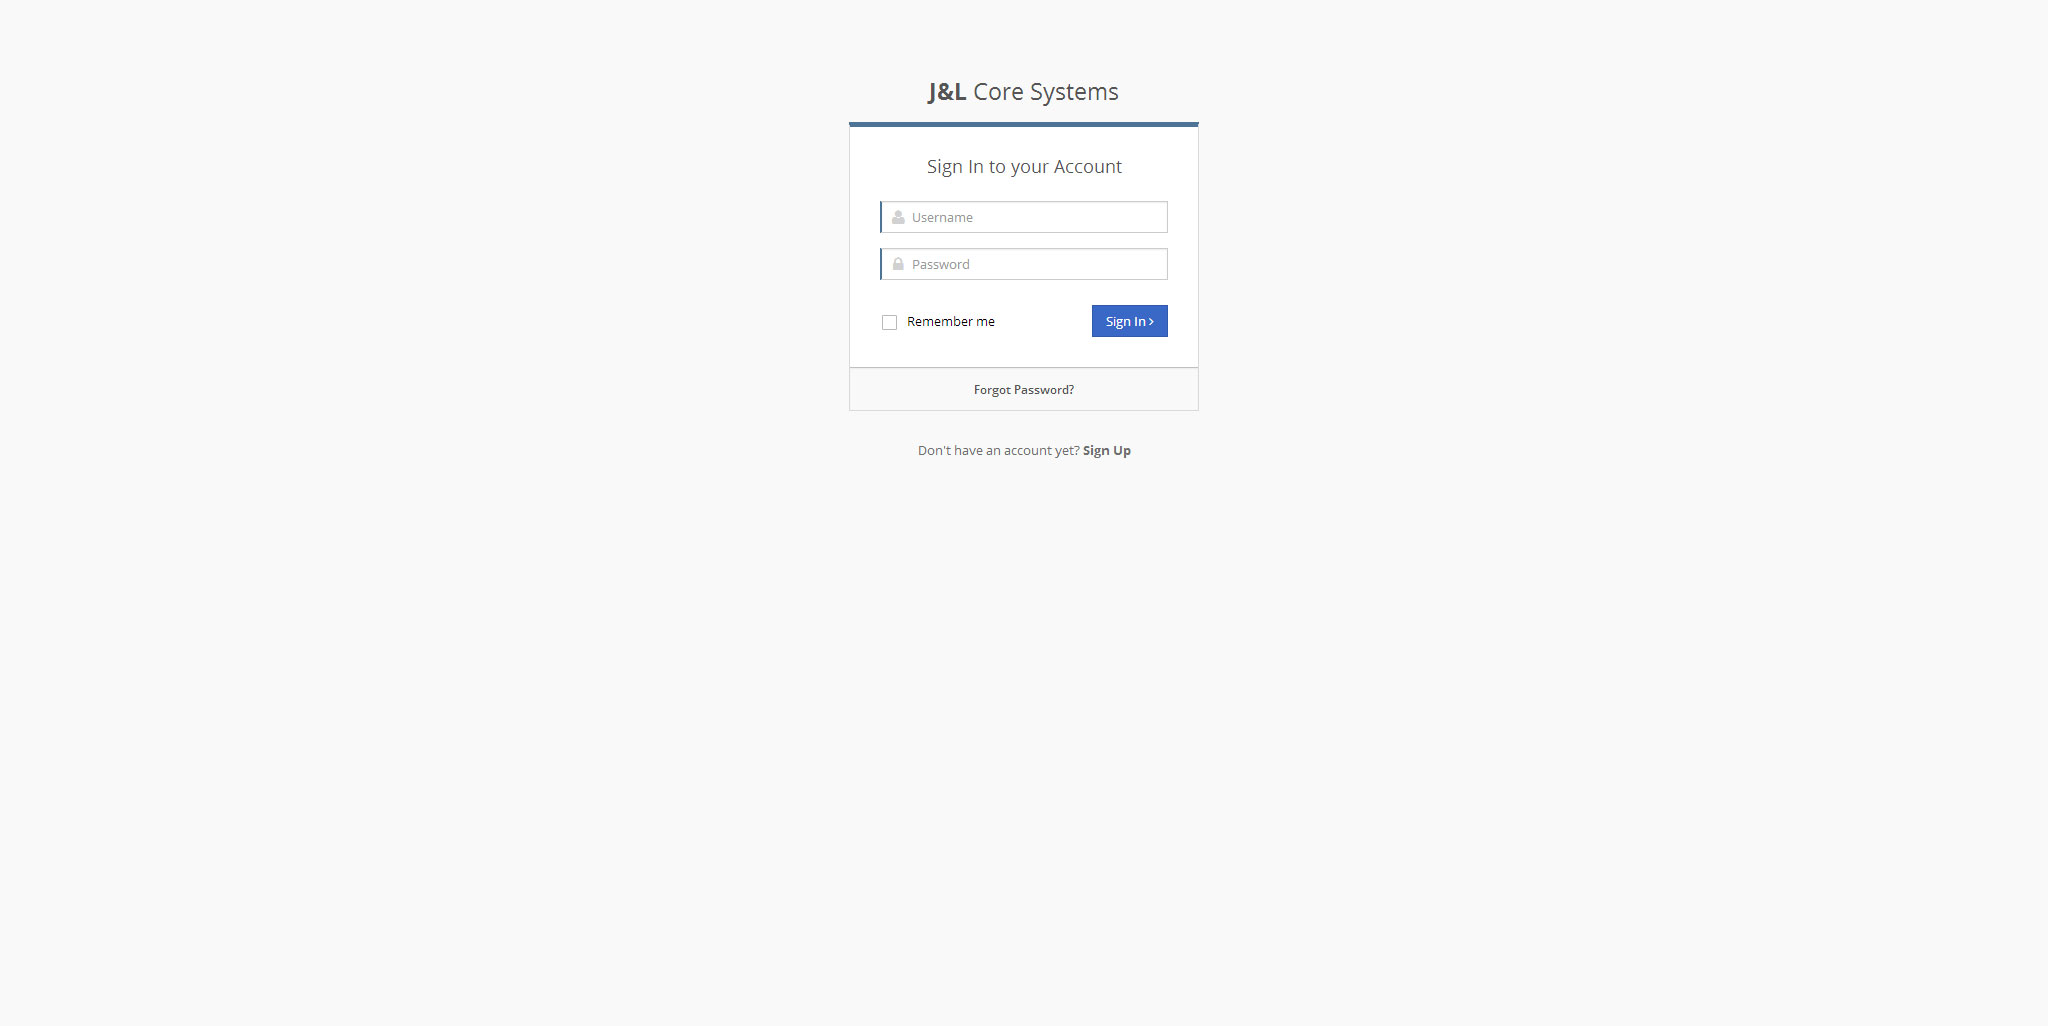 J&L Core Systems
Sign In to your Account
Username
Password
Remember me
Sign In
Forgot Password?
Don't have an account yet? Sign Up